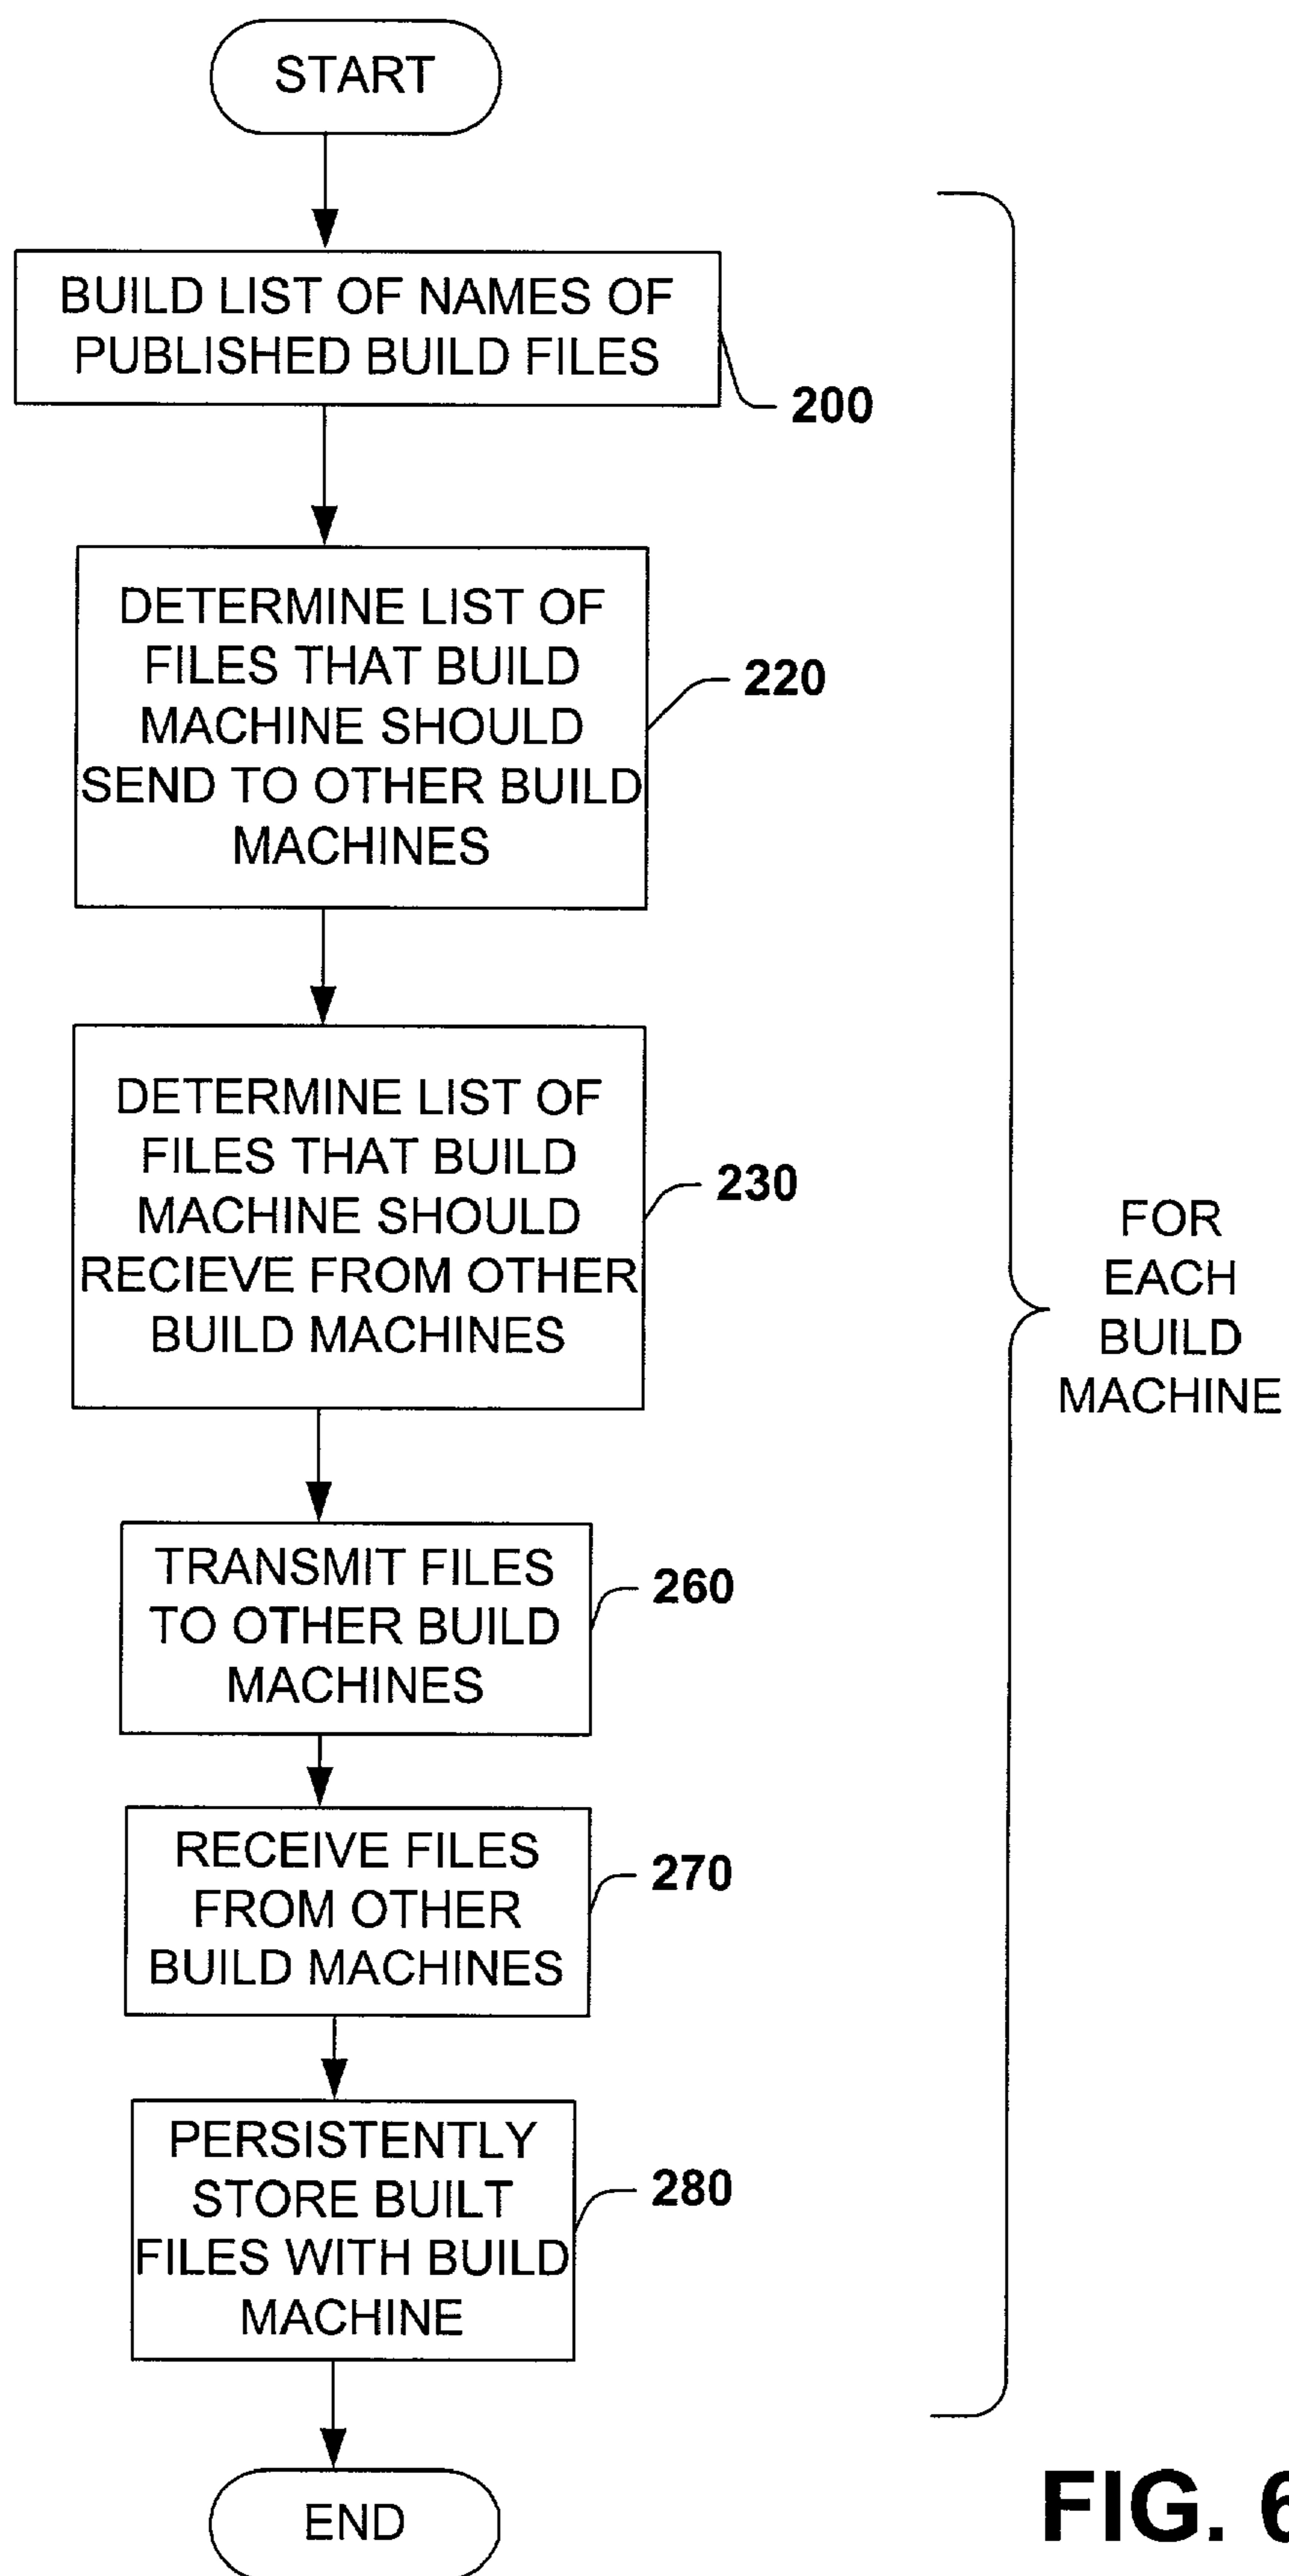 START
BUILD LIST OF NAMES OF
PUBLISHED BUILD FILES
200
DETERMINE LIST OF
FILES THAT BUILD
MACHINE SHOULD
SEND TO OTHER BUILD
MACHINES
220
DETERMINE LIST OF
FILES THAT BUILD
MACHINE SHOULD
RECIEVE FROM OTHER
BUILD MACHINES
230
FOR
EACH
BUILD
MACHINE
TRANSMIT FILES
TO OTHER BUILD
MACHINES
260
RECEIVE FILES
FROM OTHER
BUILD MACHINES
270
PERSISTENTLY
STORE BUILT
FILES WITH BUILD
MACHINE
280
END
FIG. 6